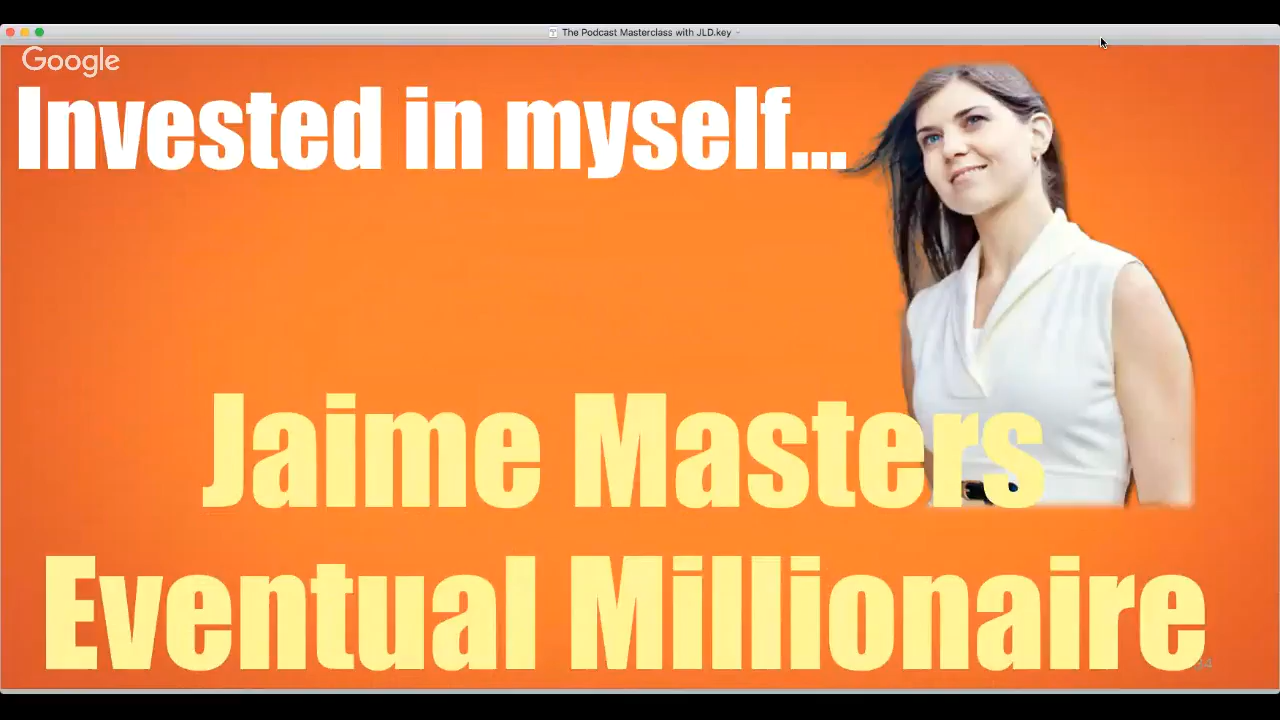 The Podcast Masterclass with JLD.key
Google
Invested in myself...
Jaime Masters
Eventual Millionaire